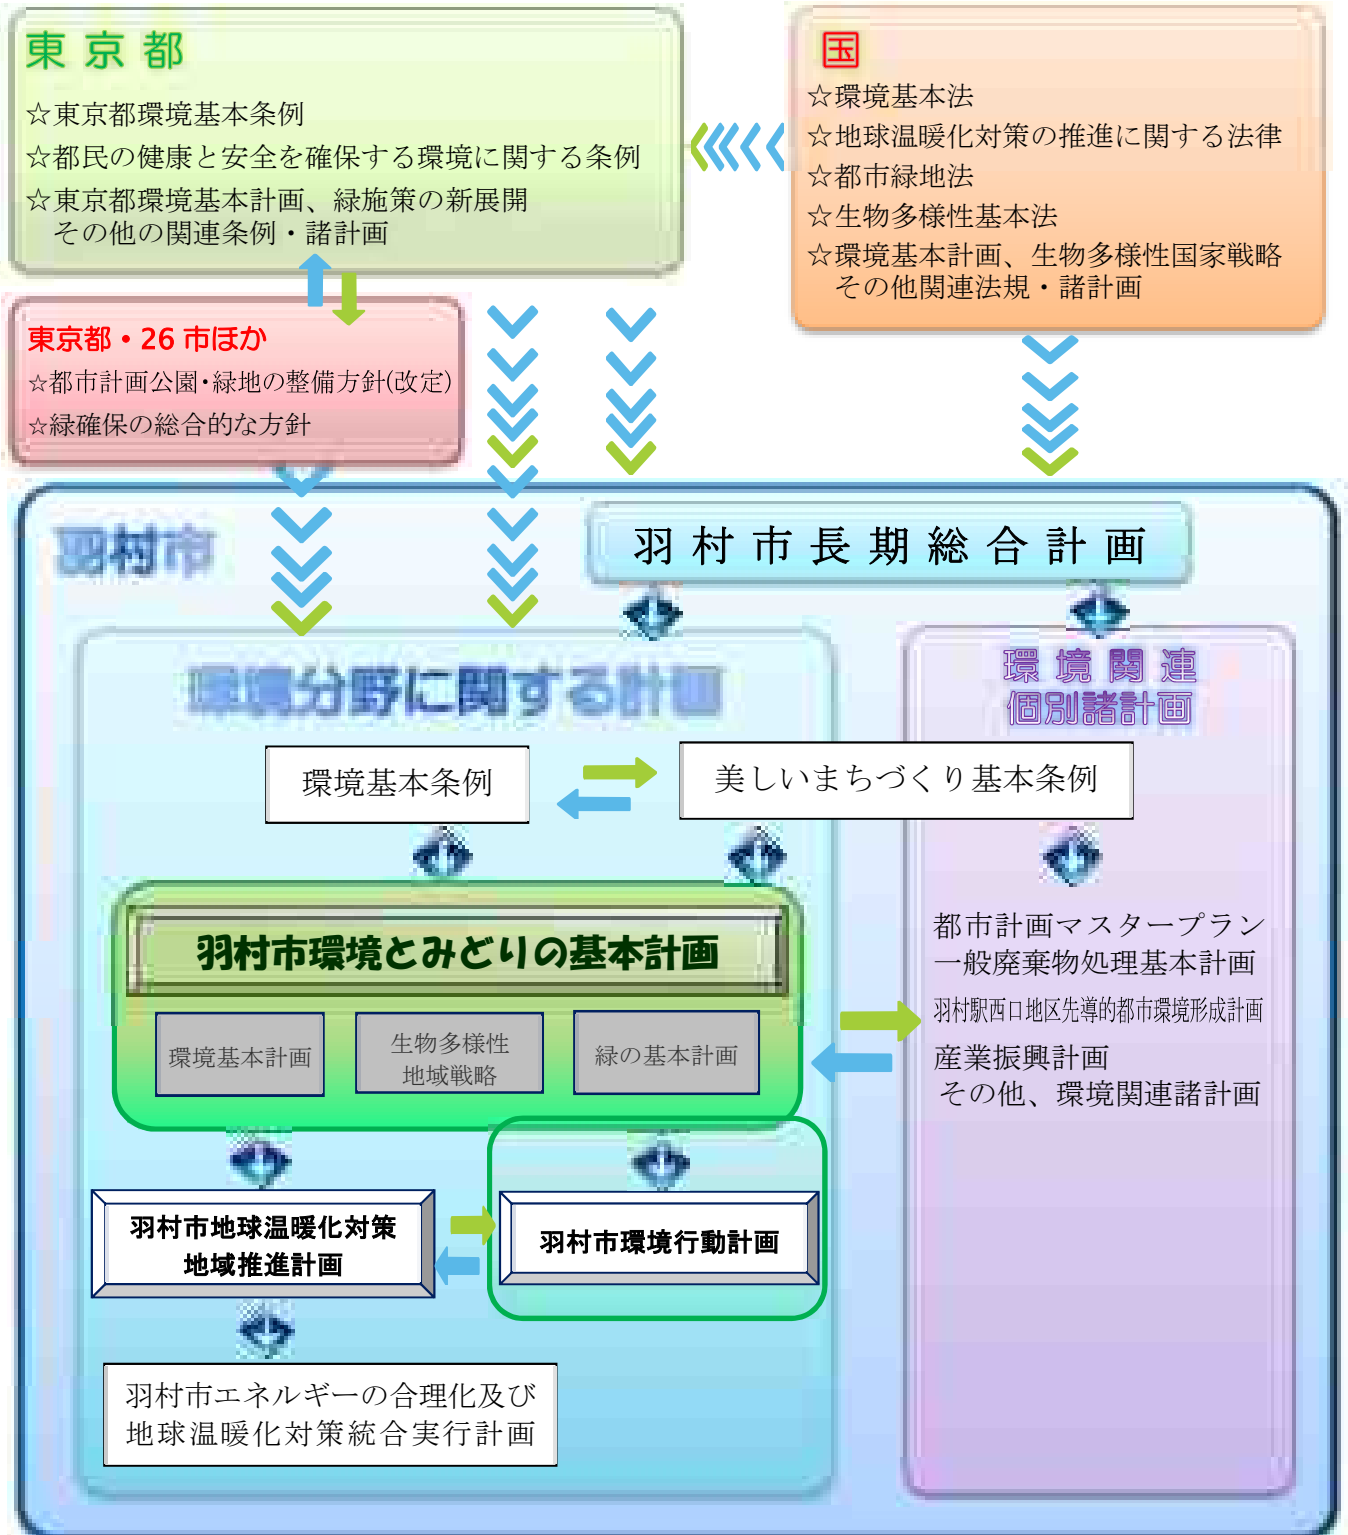 東京都
☆東京都環境基本条例
☆都民の健康と安全を確保する環境に関する条例
☆東京都環境基本計画、緑施策の新展開
その他の関連条例・諸計画
国
☆環境基本法
☆地球温暖化対策の推進に関する法律
☆都市緑地法
☆生物多様性基本法
☆環境基本計画、生物多様性国家戦略
その他関連法規・諸計画
東京都・26市ほか
☆都市計画公園・緑地の整備方針(改定)
☆緑確保の総合的な方針
羽村市
羽村市長期総合計画
環境分野に関する計画
環境関連
個別諸計画
環境基本条例
美しいまちづくり基本条例
羽村市環境とみどりの基本計画
環境基本計画
生物多様性
地域戦略
緑の基本計画
都市計画マスタープラン
一般廃棄物処理基本計画
羽村駅西口地区先導的都市環境形成計画
産業振興計画
その他、環境関連諸計画
羽村市地球温暖化対策
地域推進計画
羽村市環境行動計画
羽村市エネルギーの合理化及び
地球温暖化対策統合実行計画